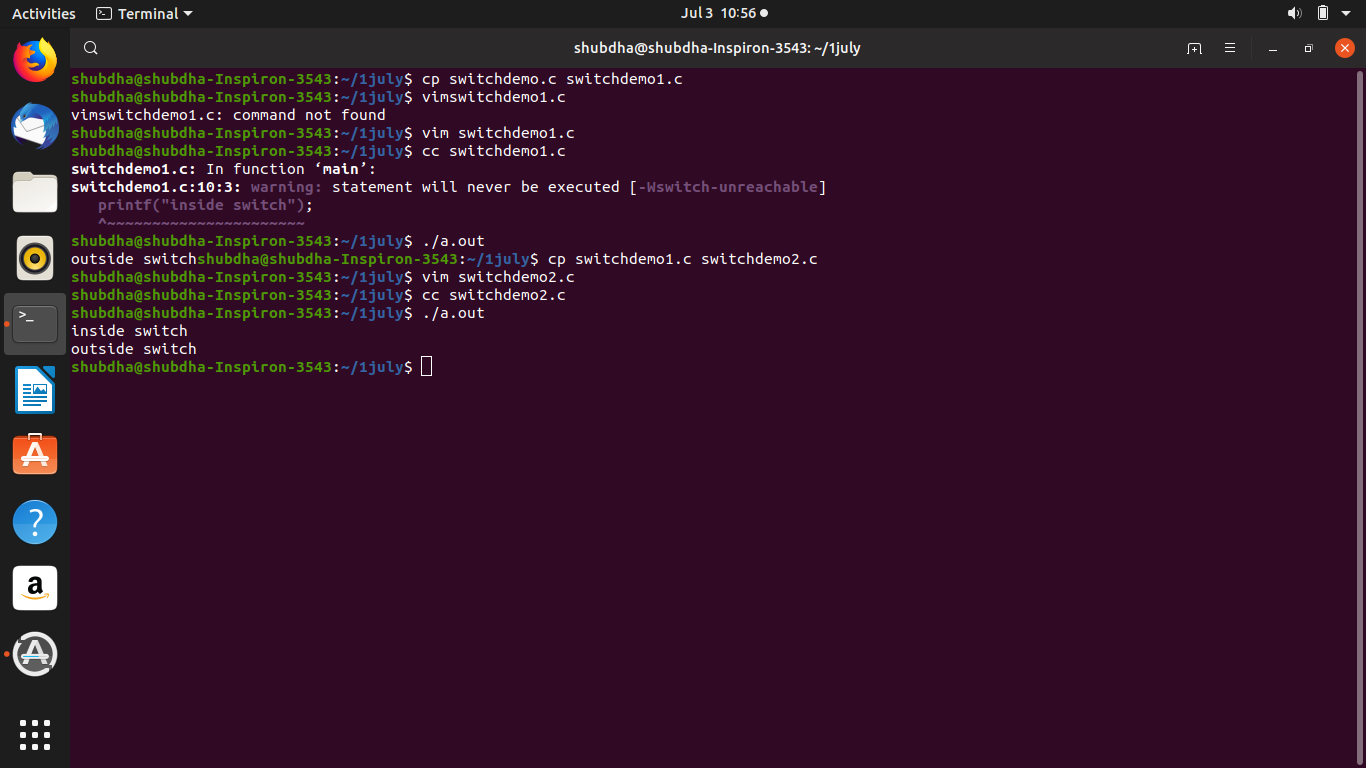 Activities
Terminal
Jul 3 10:56
shubdha@shubdha-Inspiron-3543: ~/1july
shubdha@shubdha-Inspiron-3543:~/1july$ cp switchdemo.c switchdemo1.c
shubdha@shubdha-Inspiron-3543:~/1july$ vimswitchdemo1.c
vimswitchdemo1.c: command not found
shubdha@shubdha-Inspiron-3543:~/1july$ vim switchdemo1.c
shubdha@shubdha-Inspiron-3543:~/1july$ cc switchdemo1.c
switchdemo1.c: In function ‘main’:
switchdemo1.c:10:3: warning: statement will never be executed [-Wswitch-unreachable]
   printf("inside switch");
   ^~~~~~~~~~~~~~~~~~~~~~~
shubdha@shubdha-Inspiron-3543:~/1july$ ./a.out
outside switchshubdha@shubdha-Inspiron-3543:~/1july$ cp switchdemo1.c switchdemo2.c
shubdha@shubdha-Inspiron-3543:~/1july$ vim switchdemo2.c
shubdha@shubdha-Inspiron-3543:~/1july$ cc switchdemo2.c
shubdha@shubdha-Inspiron-3543:~/1july$ ./a.out
inside switch
outside switch
shubdha@shubdha-Inspiron-3543:~/1july$